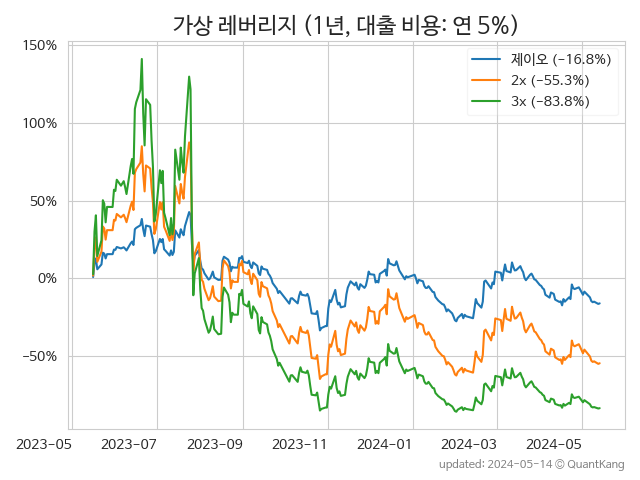 가상 레버리지 (1년, 대출 비용: 연 5%)
150%
100%
50%
0%
−50%
제이오 (−16.8%)
2x (−55.3%)
3x (−83.8%)
2023-05 2023-07 2023-09 2023-11 2024-01 2024-03 2024-05
updated: 2024-05-14 © QuantKang